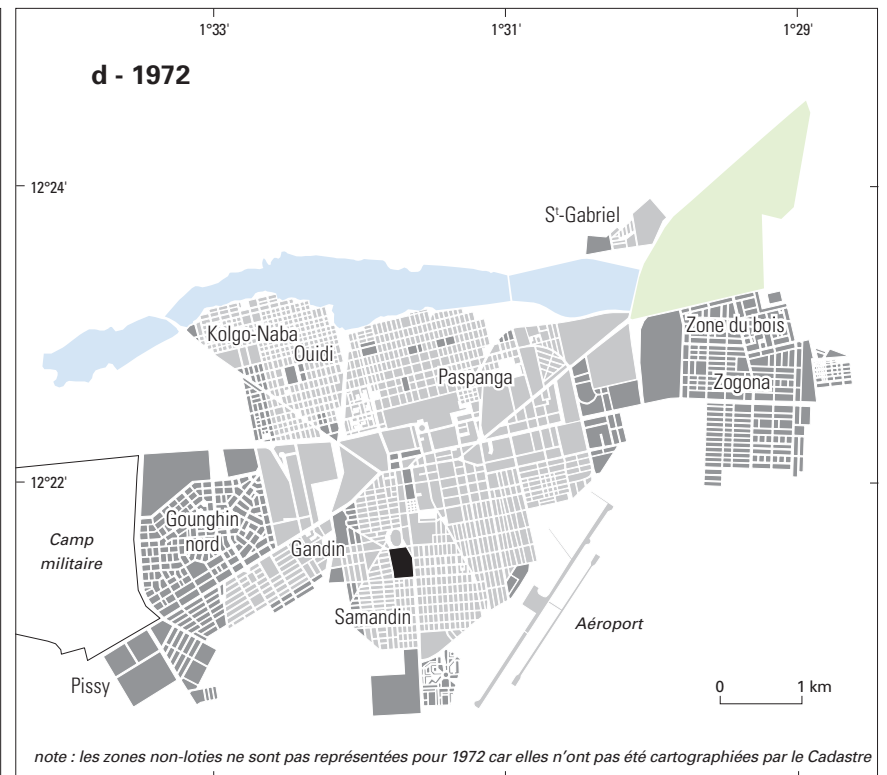 1°33'
1°31'
1°29'
d - 1972
12°24'
Sᵗ-Gabriel
Kolgo-Naba
Ouidi
Zone du bois
Paspanga
Zogona
12°22'
Gounghin
nord
Camp
militaire
Gandin
Samandin
Aéroport
Pissy
0
1 km
note : les zones non-loties ne sont pas représentées pour 1972 car elles n'ont pas été cartographiées par le Cadastre